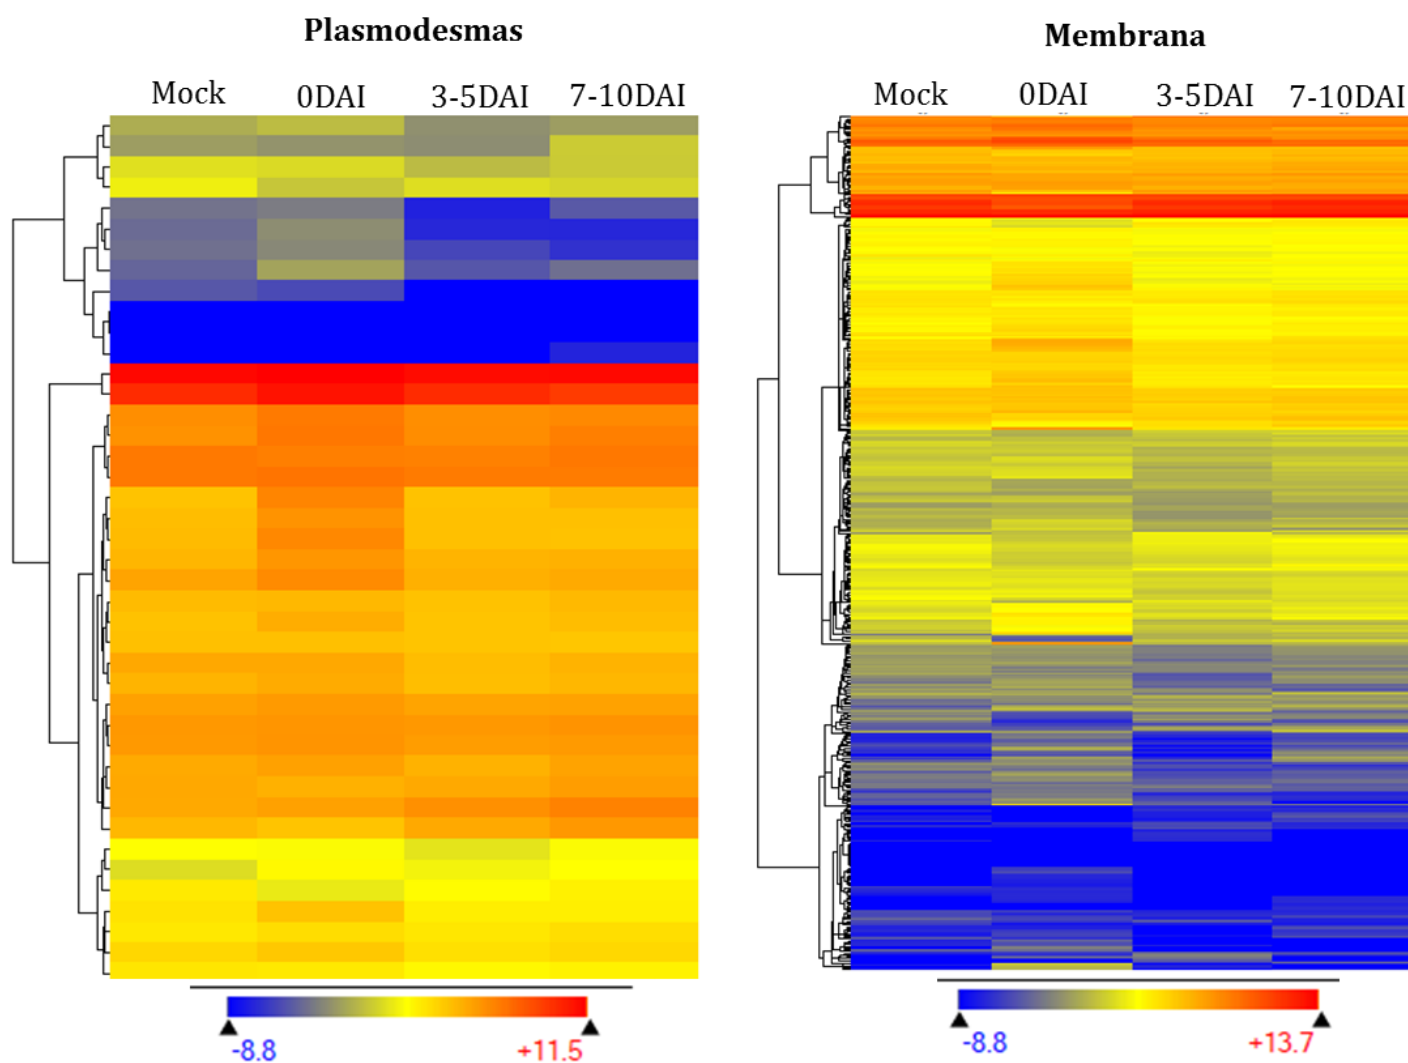 Plasmodesmas
Mock 0DAI 3-5DAI 7-10DAI
-8.8 +11.5
Membrana
Mock 0DAI 3-5DAI 7-10DAI
-8.8 +13.7